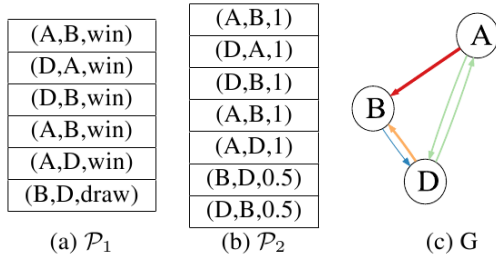 (A,B,win)
(D,A,win)
(D,B,win)
(A,B,win)
(A,D,win)
(B,D,draw)
(a) 𝒫₁
(A,B,1)
(D,A,1)
(D,B,1)
(A,B,1)
(A,D,1)
(B,D,0.5)
(D,B,0.5)
(b) 𝒫₂
A
B
D
(c) G